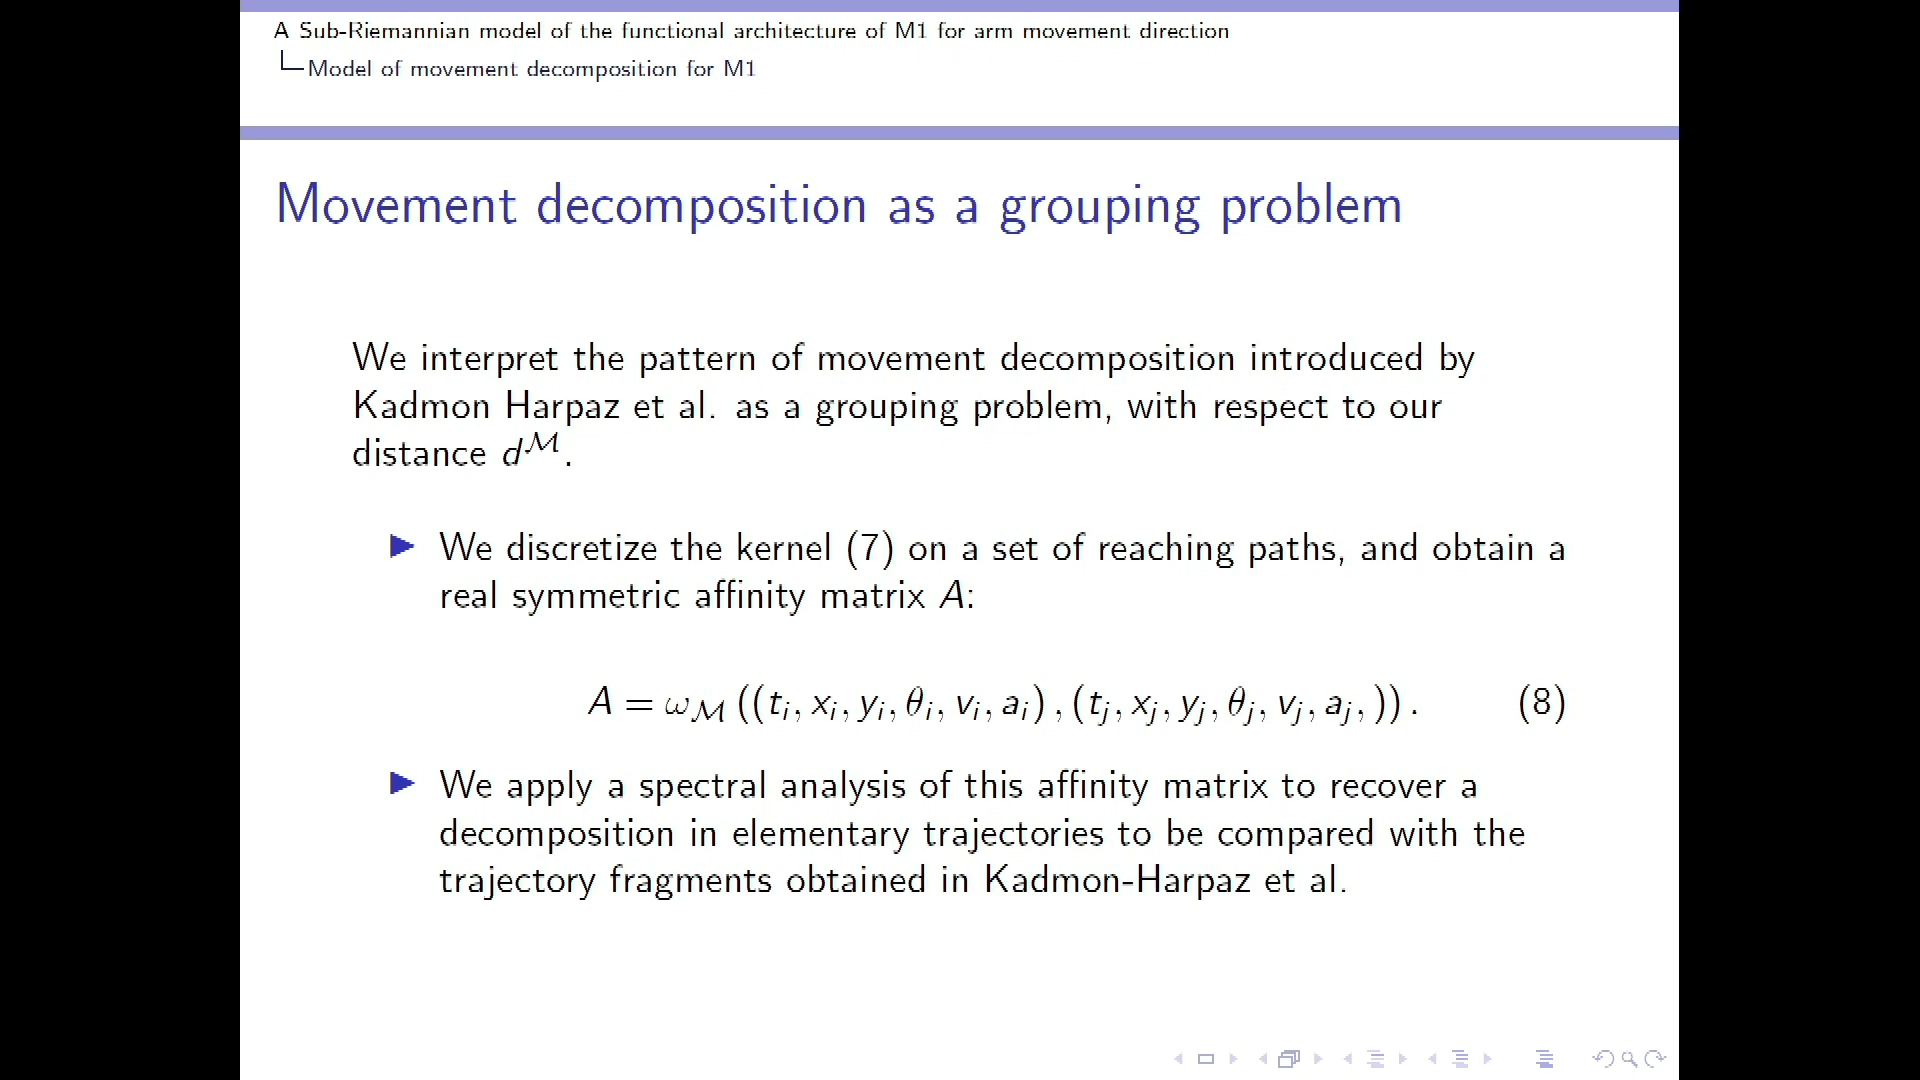 A Sub-Riemannian model of the functional architecture of M1 for arm movement direction
Model of movement decomposition for M1
Movement decomposition as a grouping problem
We interpret the pattern of movement decomposition introduced by
Kadmon Harpaz et al. as a grouping problem, with respect to our
distance d^ℳ.
▶ We discretize the kernel (7) on a set of reaching paths, and obtain a
real symmetric affinity matrix A:
A = ω_ℳ ((t_i, x_i, y_i, θ_i, v_i, a_i) , (t_j, x_j, y_j, θ_j, v_j, a_j, )) . (8)
▶ We apply a spectral analysis of this affinity matrix to recover a
decomposition in elementary trajectories to be compared with the
trajectory fragments obtained in Kadmon-Harpaz et al.